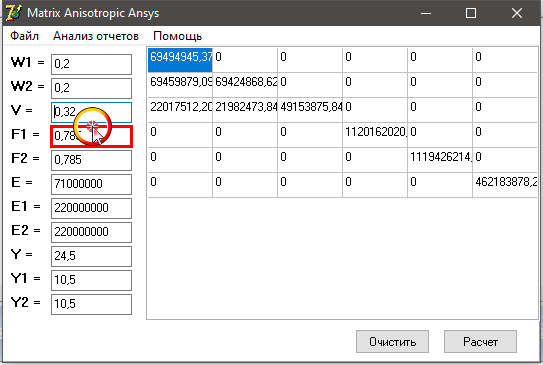 Matrix Anisotropic Ansys
Файл Анализ отчетов Помощь
W1 = 0,2
W2 = 0,2
V = 0,32
F1 = 0,785
F2 = 0,785
E = 71000000
E1 = 220000000
E2 = 220000000
Y = 24,5
Y1 = 10,5
Y2 = 10,5
69494945,37 0 0 0 0 0
69459879,09 69424868,62 0 0 0 0
22017512,20 21982473,84 49153875,84 0 0 0
0 0 0 1120162020, 0 0
0 0 0 0 1119426214, 0
0 0 0 0 0 462183878,2
Очистить Расчет